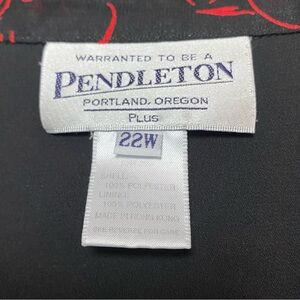 WARRANTED TO BE A
PENDLETON
PORTLAND, OREGON
PLUS
22W
SHELL:
100% POLYESTER
LINING:
100% POLYESTER
MADE IN HONG KONG
SEE REVERSE FOR CARE